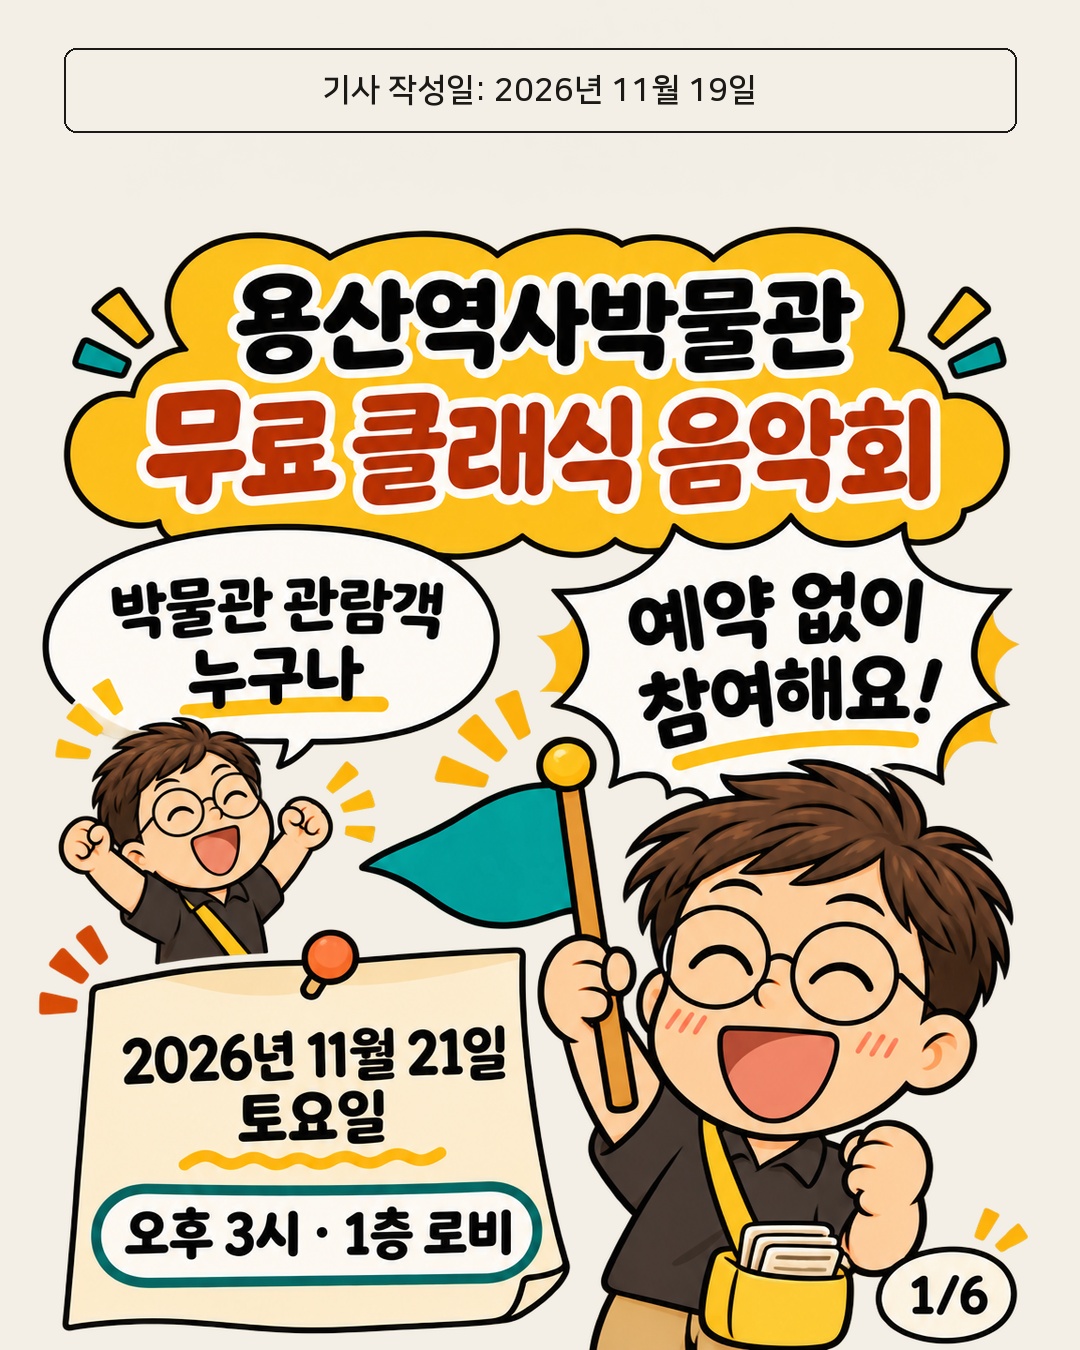 기사 작성일: 2026년 11월 19일
용산역사박물관
무료 클래식 음악회
박물관 관람객
누구나
예약 없이
참여해요!
2026년 11월 21일
토요일
오후 3시 · 1층 로비
1/6